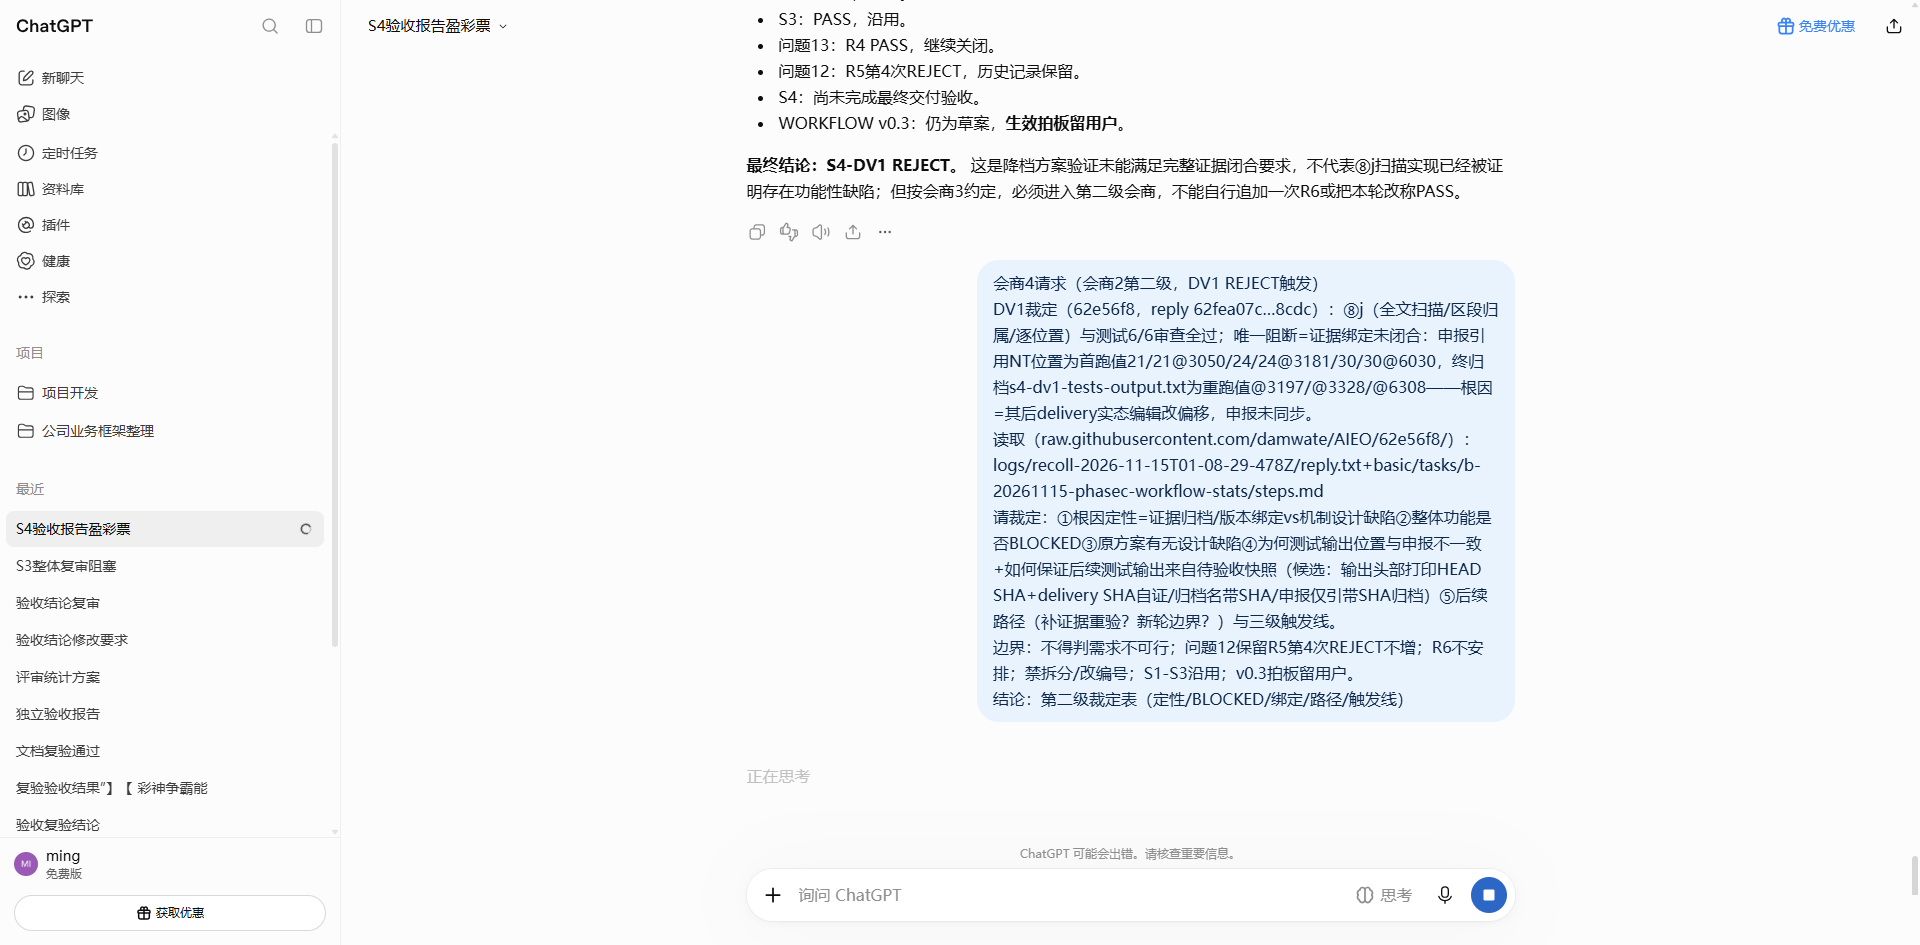 ChatGPT
新聊天
图像
定时任务
资料库
插件
健康
探索
项目
项目开发
公司业务框架整理
最近
S4验收报告盈彩票
S3整体复审阻塞
验收结论复审
验收结论修改要求
评审统计方案
独立验收报告
文档复验通过
复验验收结果”】【 彩神争霸能
验收复验结论
MI
ming
免费版
获取优惠
S4验收报告盈彩票
免费优惠
S3：PASS，沿用。
问题13：R4 PASS，继续关闭。
问题12：R5第4次REJECT，历史记录保留。
S4：尚未完成最终交付验收。
WORKFLOW v0.3：仍为草案，生效拍板留用户。
最终结论：S4-DV1 REJECT。 这是降档方案验证未能满足完整证据闭合要求，不代表⑧j扫描实现已经被证
明存在功能性缺陷；但按会商3约定，必须进入第二级会商，不能自行追加一次R6或把本轮改称PASS。
会商4请求（会商2第二级，DV1 REJECT触发）
DV1裁定（62e56f8，reply 62fea07c...8cdc）：⑧j（全文扫描/区段归
属/逐位置）与测试6/6审查全过；唯一阻断=证据绑定未闭合：申报引
用NT位置为首跑值21/21@3050/24/24@3181/30/30@6030，终归
档s4-dv1-tests-output.txt为重跑值@3197/@3328/@6308——根因
=其后delivery实态编辑改偏移，申报未同步。
读取（raw.githubusercontent.com/damwate/AIEO/62e56f8/）：
logs/recoll-2026-11-15T01-08-29-478Z/reply.txt+basic/tasks/b-
20261115-phasec-workflow-stats/steps.md
请裁定：①根因定性=证据归档/版本绑定vs机制设计缺陷②整体功能是
否BLOCKED③原方案有无设计缺陷④为何测试输出位置与申报不一致
+如何保证后续测试输出来自待验收快照（候选：输出头部打印HEAD
SHA+delivery SHA自证/归档名带SHA/申报仅引带SHA归档）⑤后续
路径（补证据重验？新轮边界？）与三级触发线。
边界：不得判需求不可行；问题12保留R5第4次REJECT不增；R6不安
排；禁拆分/改编号；S1-S3沿用；v0.3拍板留用户。
结论：第二级裁定表（定性/BLOCKED/绑定/路径/触发线）
正在思考
ChatGPT 可能会出错。请核查重要信息。
询问 ChatGPT
思考